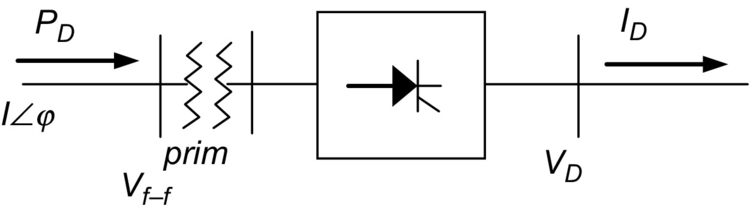 P_D
I_D
I∠φ
prim
V_D
V_f–f